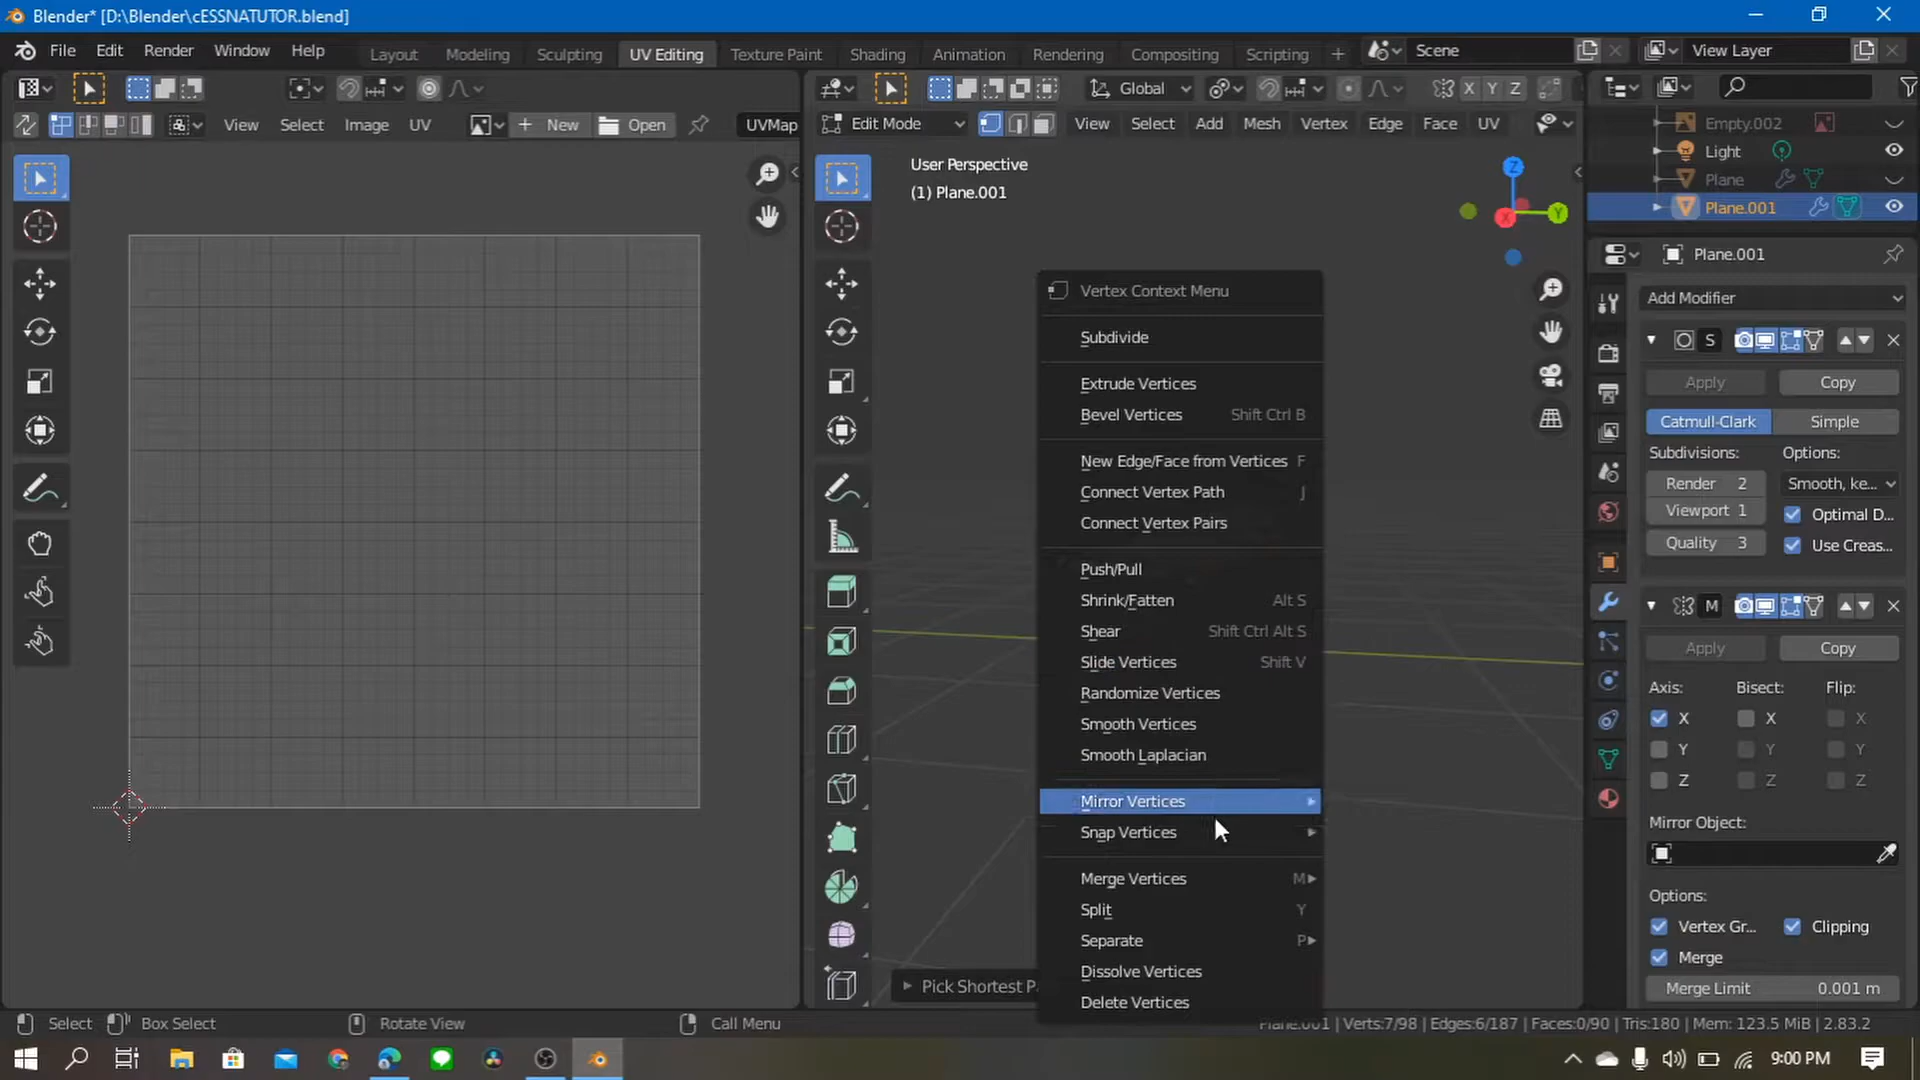 Blender* [D:\Blender\cESSNATUTOR.blend]
File Edit Render Window Help Layout Modeling Sculpting UV Editing Texture Paint Shading Animation Rendering Compositing Scripting + Scene View Layer
Global X Y Z
View Select Image UV + New Open UVMap
Edit Mode View Select Add Mesh Vertex Edge Face UV
Empty.002
Light
Plane
Plane.001
User Perspective
(1) Plane.001
Z
Y
X
Vertex Context Menu
Subdivide
Extrude Vertices
Bevel Vertices Shift Ctrl B
New Edge/Face from Vertices F
Connect Vertex Path J
Connect Vertex Pairs
Push/Pull
Shrink/Fatten Alt S
Shear Shift Ctrl Alt S
Slide Vertices Shift V
Randomize Vertices
Smooth Vertices
Smooth Laplacian
Mirror Vertices
Snap Vertices
Merge Vertices M
Split Y
Separate P
Dissolve Vertices
Delete Vertices
Pick Shortest P
Plane.001
Add Modifier
S
Apply Copy
Catmull-Clark Simple
Subdivisions: Options:
Render 2 Smooth, ke...
Viewport 1 Optimal D...
Quality 3 Use Creas...
M
Apply Copy
Axis: Bisect: Flip:
X X X
Y Y Y
Z Z Z
Mirror Object:
Options:
Vertex Gr... Clipping
Merge
Merge Limit 0.001 m
Select Box Select Rotate View Call Menu Plane.001 | Verts:7/98 | Edges:6/187 | Faces:0/90 | Tris:180 | Mem: 123.5 MiB | 2.83.2
9:00 PM